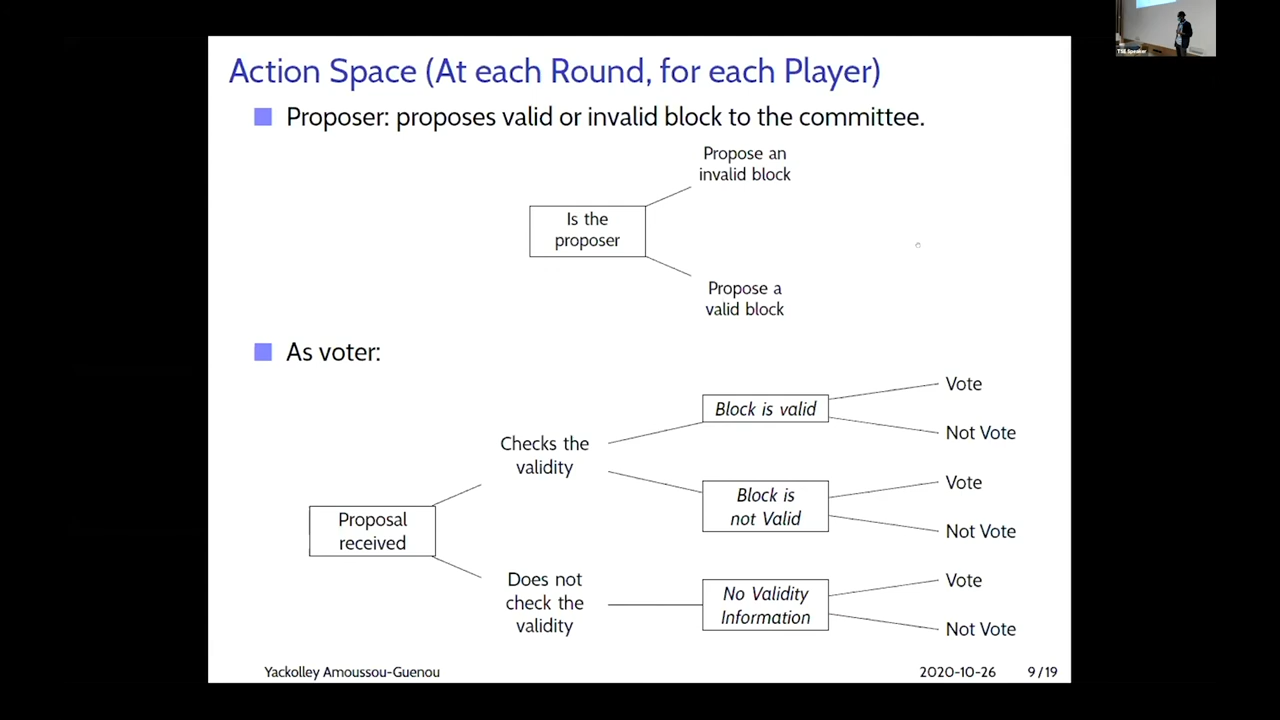 Action Space (At each Round, for each Player)
Proposer: proposes valid or invalid block to the committee.
Propose an
invalid block
Is the
proposer
Propose a
valid block
As voter:
Vote
Block is valid
Not Vote
Checks the
validity
Vote
Block is
not Valid
Not Vote
Proposal
received
Does not
check the
validity
Vote
No Validity
Information
Not Vote
Yackolley Amoussou-Guenou
2020-10-26
9/19
TSE Speaker